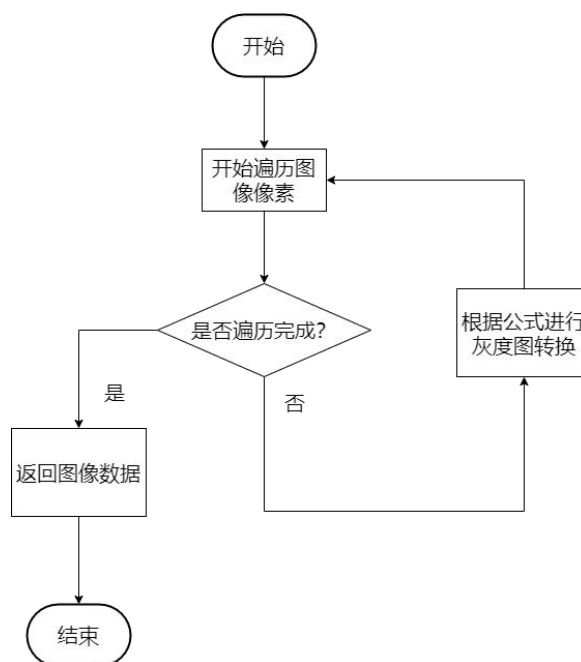 开始
开始遍历图
像像素
是否遍历完成?
根据公式进行
灰度图转换
是
否
返回图像数据
结束